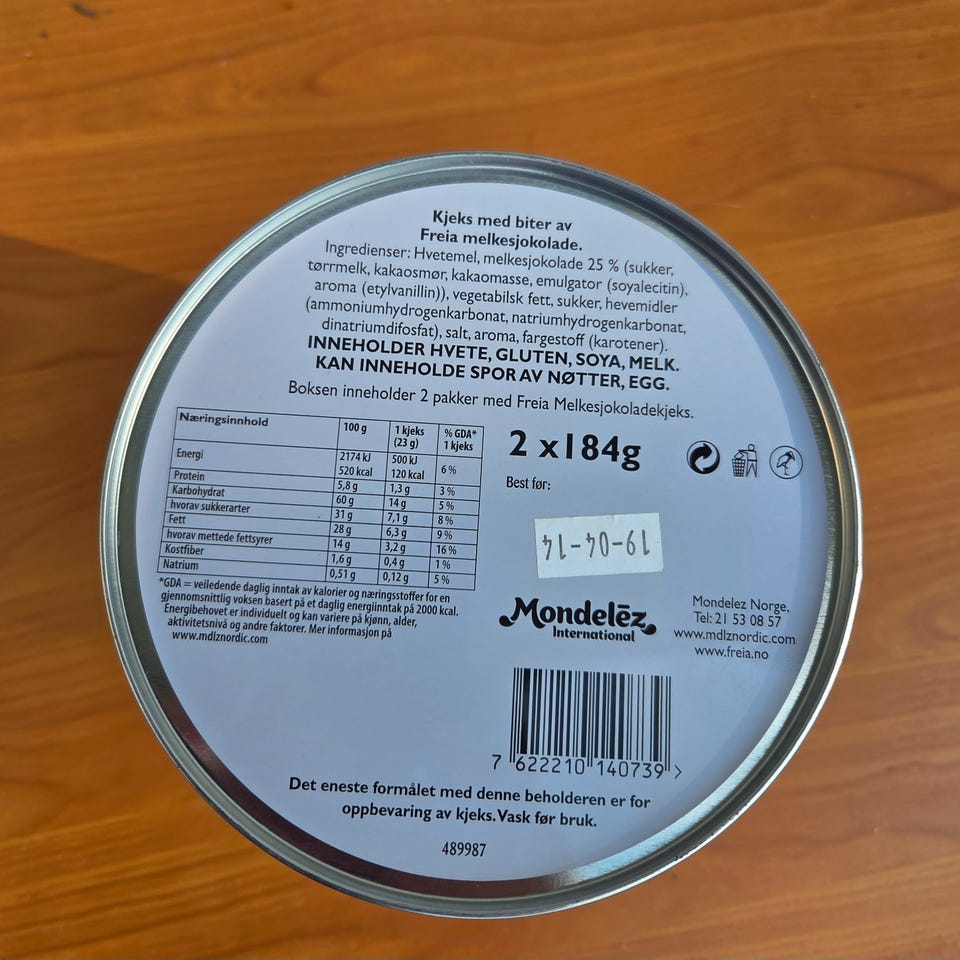 Kjeks med biter av
Freia melkesjokolade.
Ingredienser: Hvetemel, melkesjokolade 25 % (sukker,
tørrmelk, kakaosmør, kakaomasse, emulgator (soyalecitin),
aroma (etylvanillin)), vegetabilsk fett, sukker, hevemidler
(ammoniumhydrogenkarbonat, natriumhydrogenkarbonat,
dinatriumdifosfat), salt, aroma, fargestoff (karotener).
INNEHOLDER HVETE, GLUTEN, SOYA, MELK.
KAN INNEHOLDE SPOR AV NØTTER, EGG.
Boksen inneholder 2 pakker med Freia Melkesjokoladekjeks.
Næringsinnhold 100 g 1 kjeks (23 g) % GDA* 1 kjeks
Energi 2174 kJ 520 kcal 500 kJ 120 kcal 6 %
Protein 5,8 g 1,3 g 3 %
Karbohydrat 60 g 14 g 5 %
hvorav sukkerarter 31 g 7,1 g 8 %
Fett 28 g 6,3 g 9 %
hvorav mettede fettsyrer 14 g 3,2 g 16 %
Kostfiber 1,6 g 0,4 g 1 %
Natrium 0,51 g 0,12 g 5 %
*GDA = veiledende daglig inntak av kalorier og næringsstoffer for en
gjennomsnittlig voksen basert på et daglig energiinntak på 2000 kcal.
Energibehovet er individuelt og kan variere på kjønn, alder,
aktivitetsnivå og andre faktorer. Mer informasjon på
www.mdlznordic.com
2 x184g
Best før:
19-04-14
Mondelēz
International
Mondelez Norge,
Tel: 21 53 08 57
www.mdlznordic.com
www.freia.no
7 622210 140739 >
Det eneste formålet med denne beholderen er for
oppbevaring av kjeks. Vask før bruk.
489987